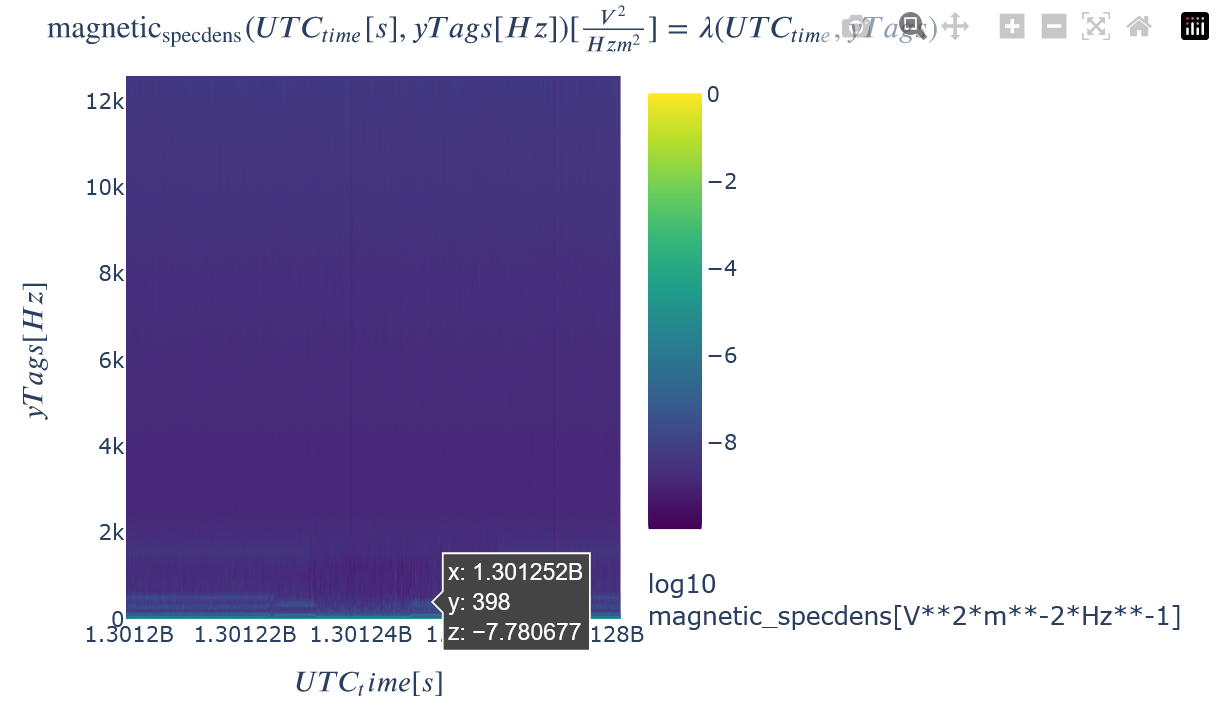 magnetic_specdens(UTC_time[s], yTags[Hz])[V²/Hzm²] = λ(UTC_time, yTags)
12k
10k
8k
6k
4k
2k
0
yTags[Hz]
1.3012B 1.30122B 1.30124B 1. 128B
UTC_time[s]
x: 1.301252B
y: 398
z: −7.780677
0
−2
−4
−6
−8
log10
magnetic_specdens[V**2*m**-2*Hz**-1]